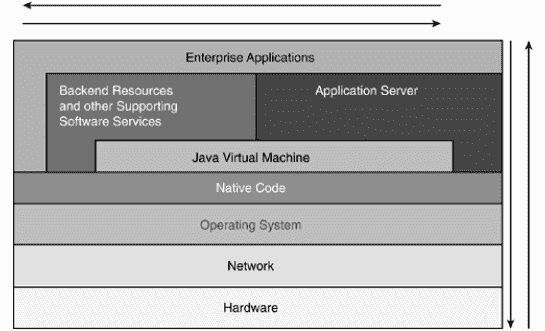 Enterprise Applications
Backend Resources
and other Supporting
Software Services
Application Server
Java Virtual Machine
Native Code
Operating System
Network
Hardware